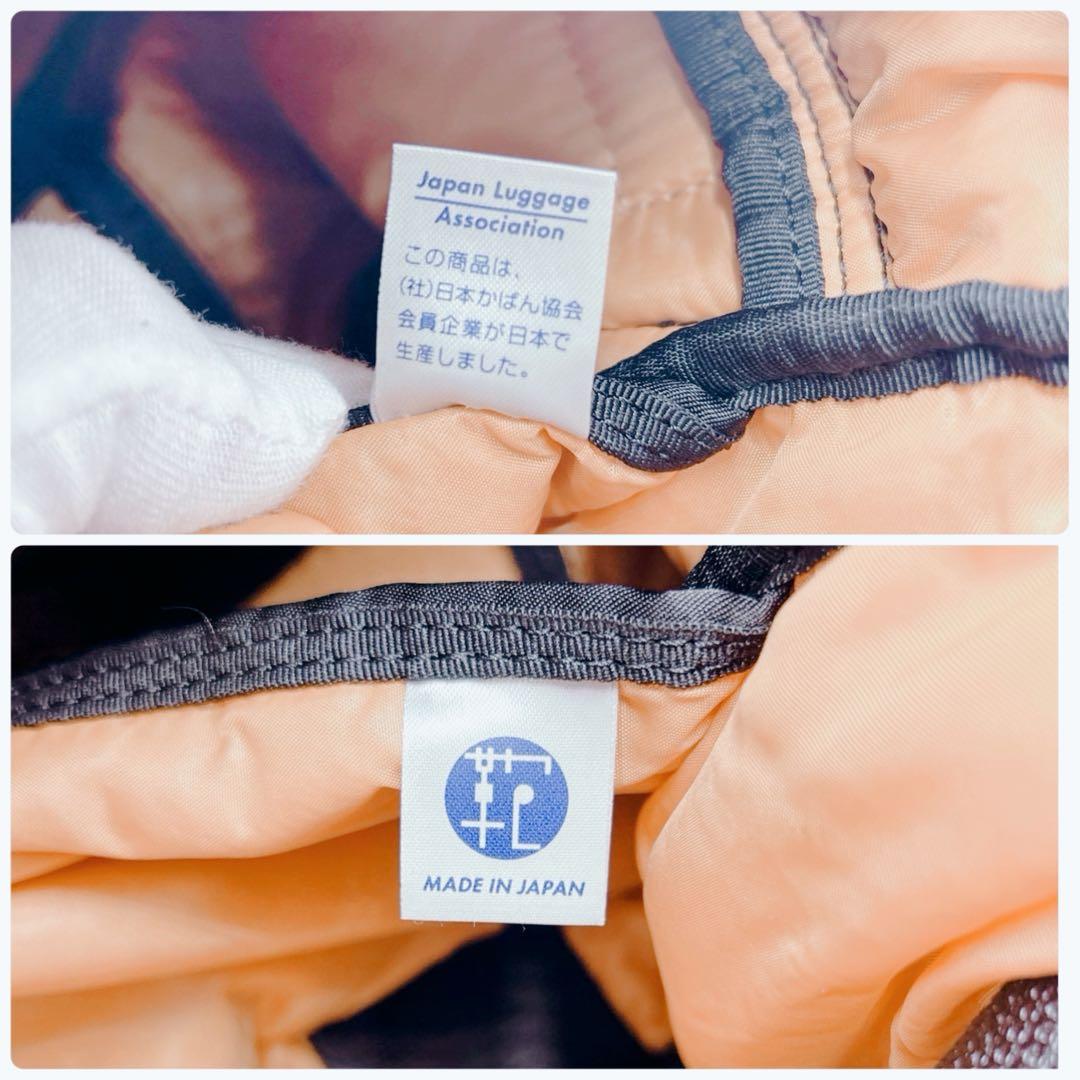 Japan Luggage
Association
この商品は、
(社)日本かばん協会
会員企業が日本で
生産しました。
MADE IN JAPAN